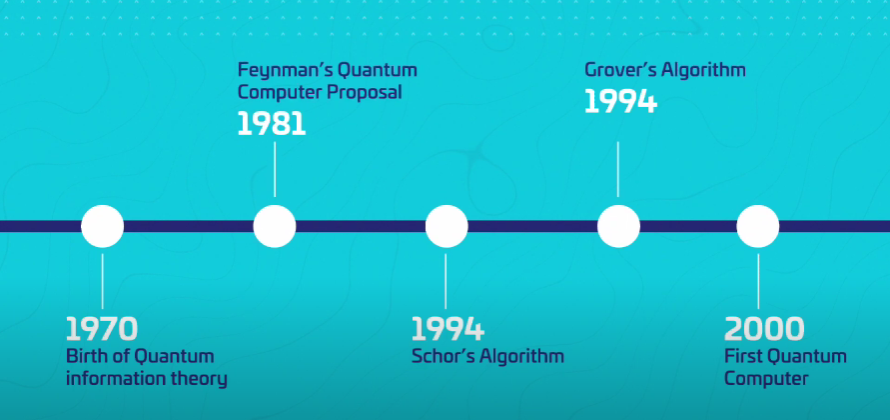 1970
Birth of Quantum
information theory
Feynman's Quantum
Computer Proposal
1981
1994
Schor's Algorithm
Grover's Algorithm
1994
2000
First Quantum
Computer